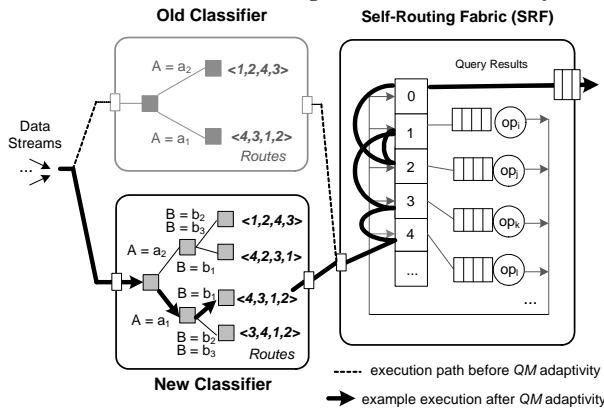 Old Classifier
Self-Routing Fabric (SRF)
A = a2
<1,2,4,3>
A = a1
<4,3,1,2>
Routes
Data
Streams
...
Query Results
0
1
2
3
4
...
opi
opj
opk
opl
...
B = b2
B = b3
<1,2,4,3>
A = a2
B = b1
<4,2,3,1>
B = b1
<4,3,1,2>
A = a1
B = b2
B = b3
<3,4,1,2>
Routes
New Classifier
execution path before QM adaptivity
example execution after QM adaptivity